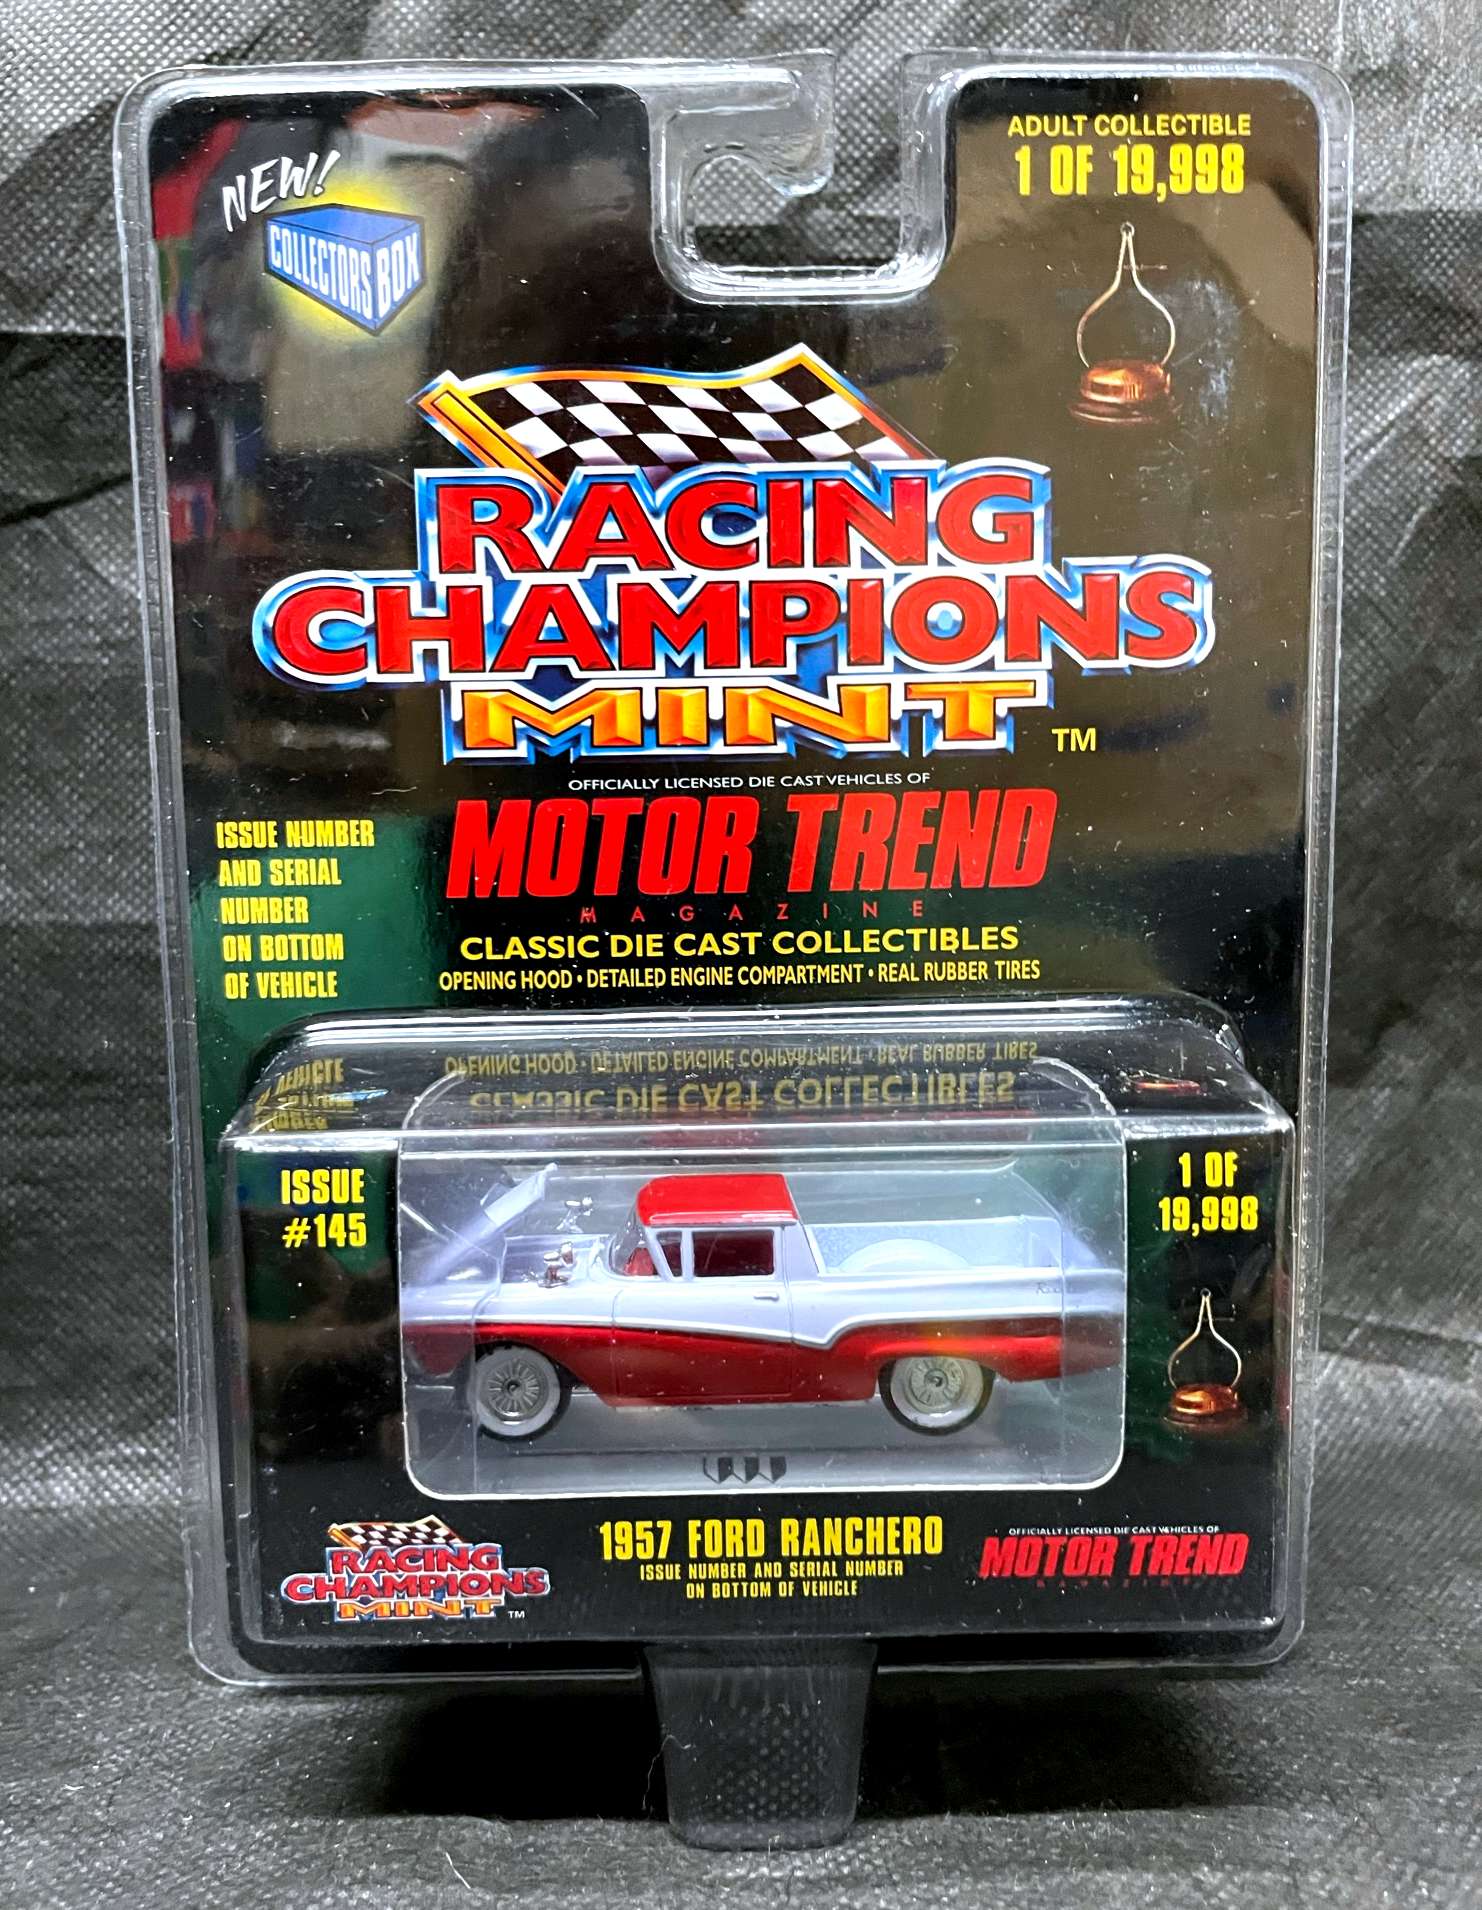 NEW!
COLLECTORS BOX
ADULT COLLECTIBLE
1 OF 19,998
RACING
CHAMPIONS
MINT TM
OFFICIALLY LICENSED DIE CAST VEHICLES OF
MOTOR TREND
MAGAZINE
CLASSIC DIE CAST COLLECTIBLES
OPENING HOOD • DETAILED ENGINE COMPARTMENT • REAL RUBBER TIRES
ISSUE NUMBER
AND SERIAL
NUMBER
ON BOTTOM
OF VEHICLE
ISSUE
#145
1 OF
19,998
RACING
CHAMPIONS
MINT TM
1957 FORD RANCHERO
ISSUE NUMBER AND SERIAL NUMBER
ON BOTTOM OF VEHICLE
OFFICIALLY LICENSED DIE CAST VEHICLES OF
MOTOR TREND
MAGAZINE